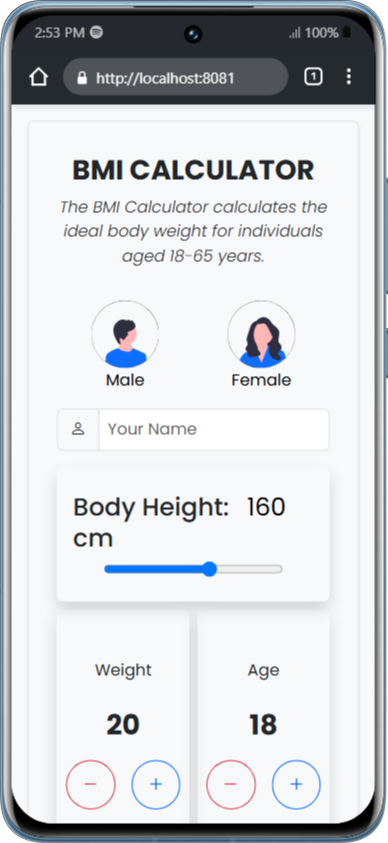 2:53 PM 100%
http://localhost:8081 1
BMI CALCULATOR
The BMI Calculator calculates the
ideal body weight for individuals
aged 18-65 years.
Male Female
Your Name
Body Height: 160
cm
Weight Age
20 18
− + − +